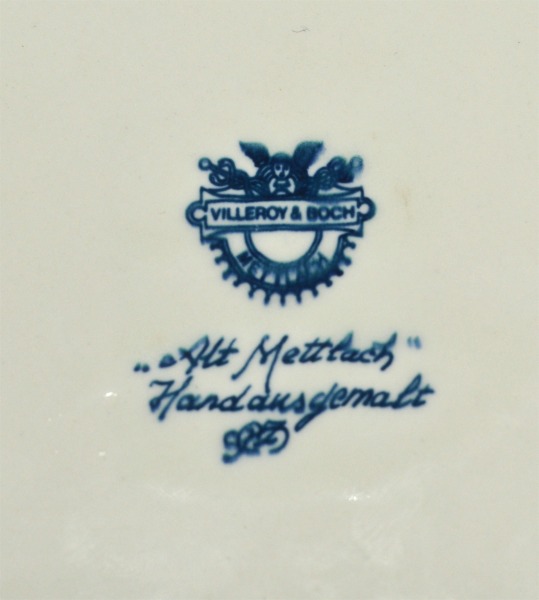 VILLEROY & BOCH
METTLACH
„Alt Mettlach“
Handausgemalt